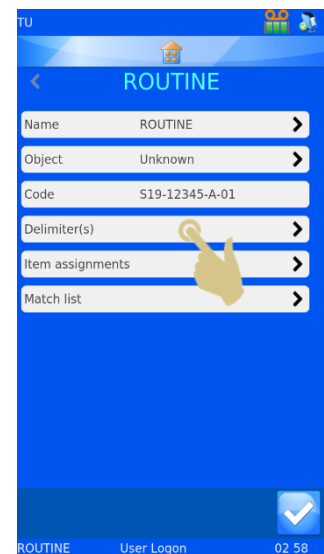 TU
ROUTINE
Name ROUTINE
Object Unknown
Code S19-12345-A-01
Delimiter(s)
Item assignments
Match list
ROUTINE User Logon 02 58